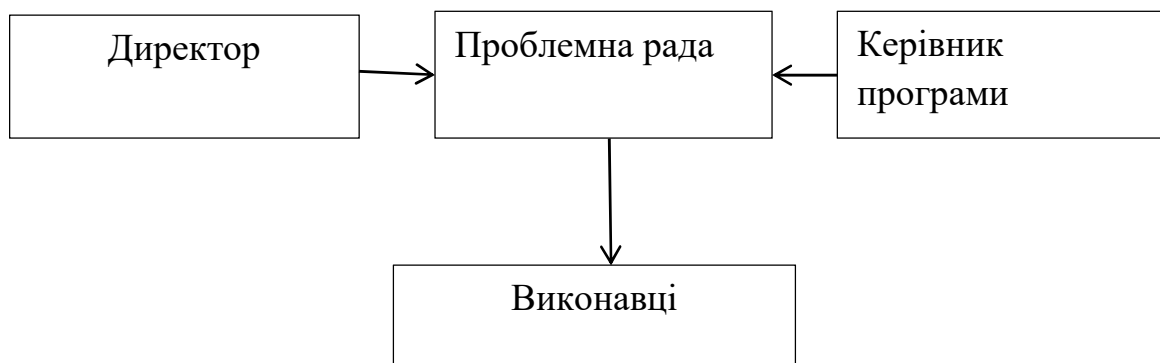 Директор
Проблемна рада
Керівник
програми
Виконавці